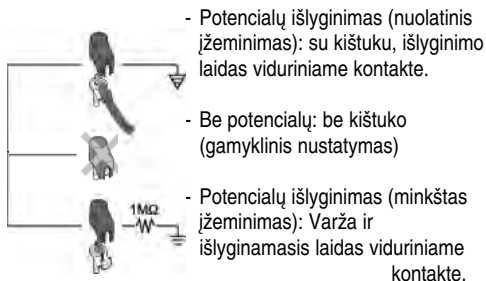 - Potencialų išlyginimas (nuolatinis
įžeminimas): su kištuku, išlyginimo
laidas viduriniame kontakte.
- Be potencialų: be kištuko
(gamyklinis nustatymas)
- Potencialų išlyginimas (minkštas
įžeminimas): Varža ir
išlyginamasis laidas viduriniame
kontakte.
1MΩ